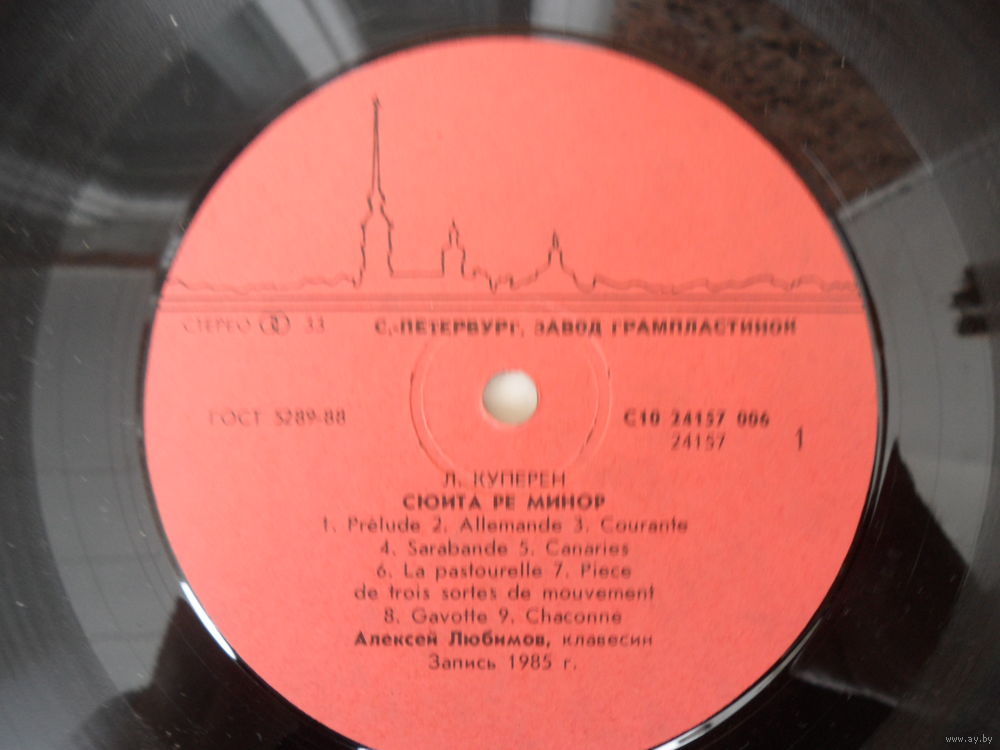 СТЕРЕО 33 С.-ПЕТЕРБУРГ, ЗАВОД ГРАМПЛАСТИНОК
ГОСТ 5289-88
С10 24157 006
24157 1
Л. КУПЕРЕН
СЮИТА РЕ МИНОР
1. Prélude 2. Allemande 3. Courante
4. Sarabande 5. Canaries
6. La pastourelle 7. Piece
de trois sortes de mouvement
8. Gavotte 9. Chaconne
Алексей Любимов, клавесин
Запись 1985 г.
www.ay.by